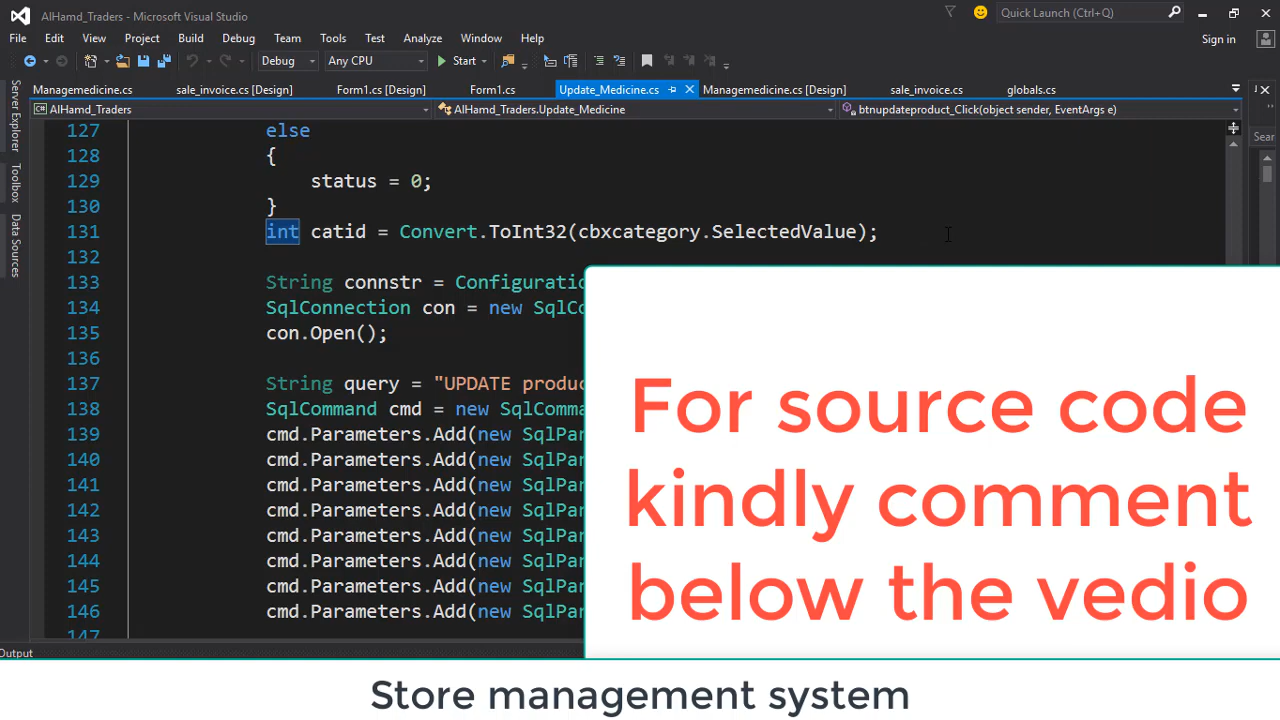 AlHamd_Traders - Microsoft Visual Studio
Quick Launch (Ctrl+Q)
File Edit View Project Build Debug Team Tools Test Analyze Window Help
Sign in
Debug Any CPU Start
Managemedicine.cs sale_invoice.cs [Design] Form1.cs [Design] Form1.cs Update_Medicine.cs Managemedicine.cs [Design] sale_invoice.cs globals.cs
AlHamd_Traders AlHamd_Traders.Update_Medicine btnupdateproduct_Click(object sender, EventArgs e)
Server Explorer
Toolbox
Data Sources
Sear
127 else
128 {
129 status = 0;
130 }
131 int catid = Convert.ToInt32(cbxcategory.SelectedValue);
132
133 String connstr = Configuratio
134 SqlConnection con = new SqlCo
135 con.Open();
136
137 String query = "UPDATE produc
138 SqlCommand cmd = new SqlComma
139 cmd.Parameters.Add(new SqlPar
140 cmd.Parameters.Add(new SqlPar
141 cmd.Parameters.Add(new SqlPar
142 cmd.Parameters.Add(new SqlPar
143 cmd.Parameters.Add(new SqlPar
144 cmd.Parameters.Add(new SqlPar
145 cmd.Parameters.Add(new SqlPar
146 cmd.Parameters.Add(new SqlPar
147
Output
For source code
kindly comment
below the vedio
Store management system